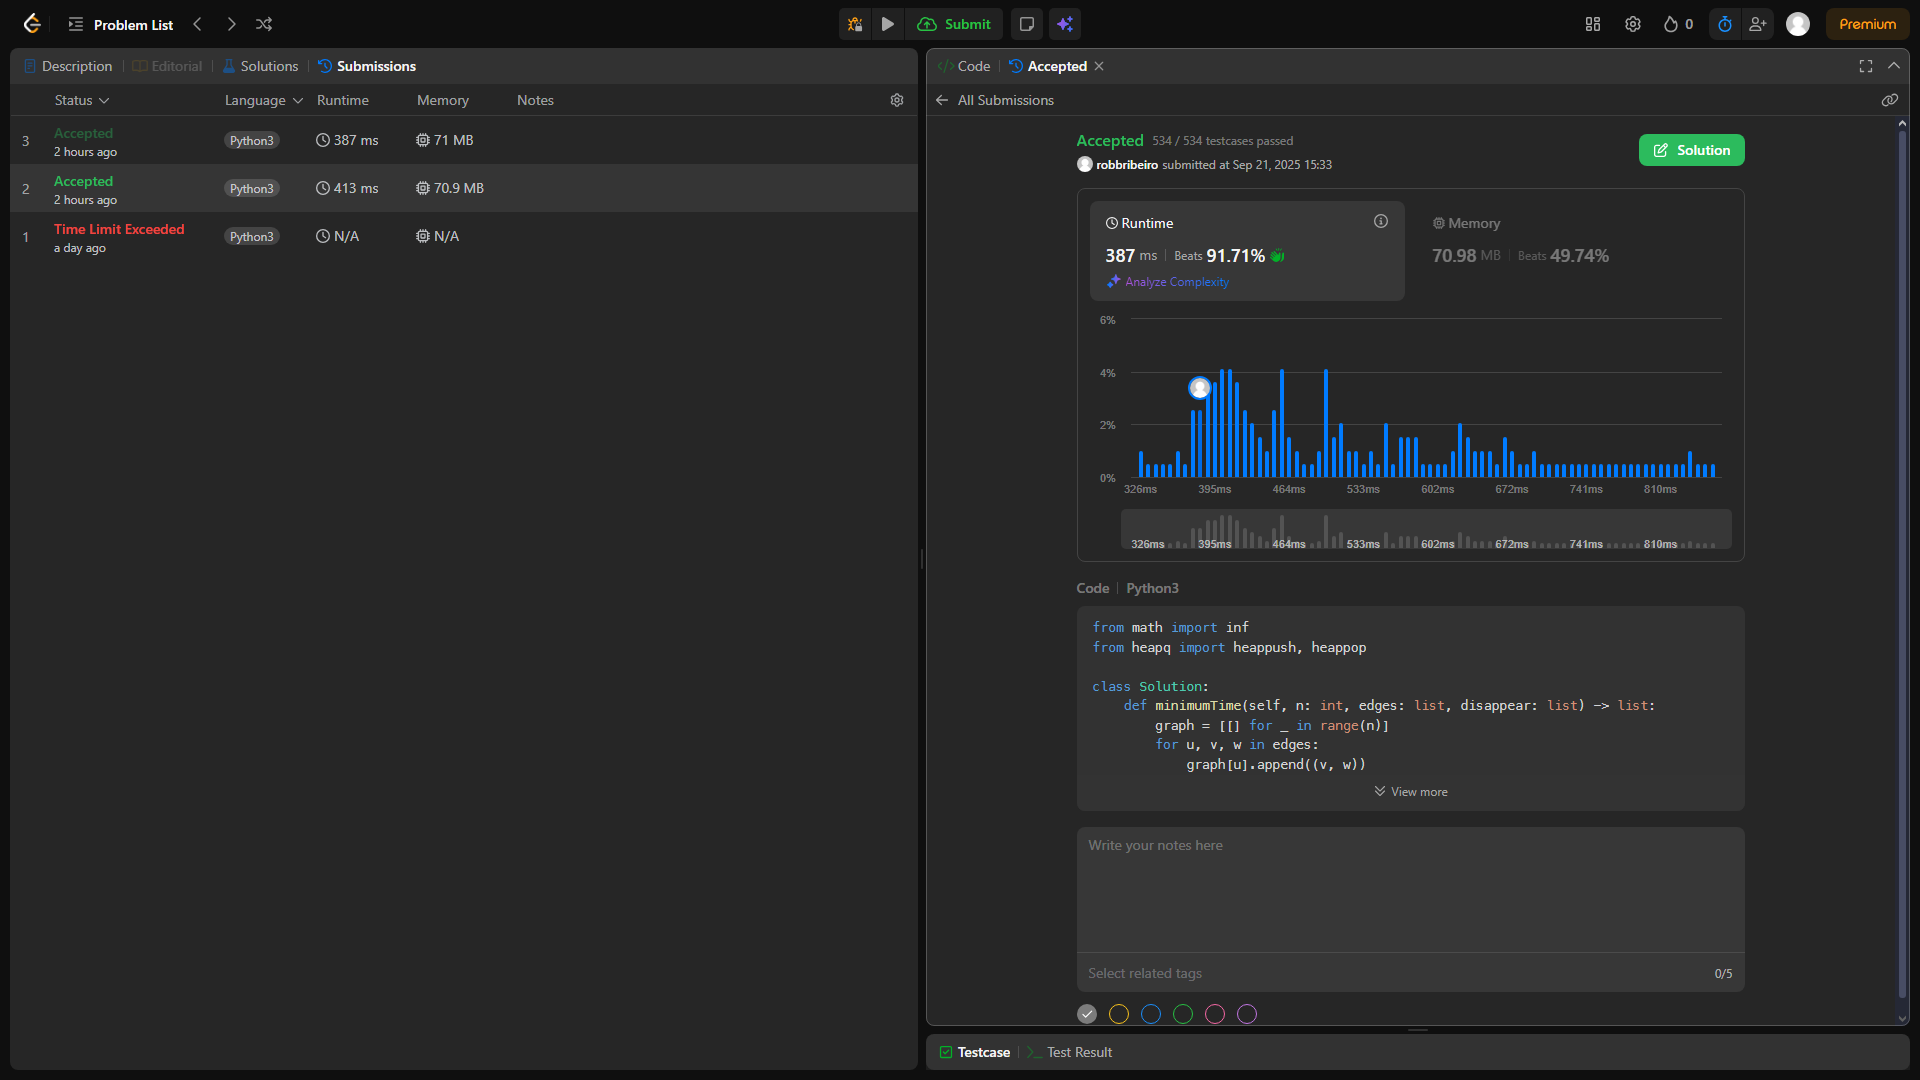 Problem List
Submit
0
Premium
Description
Editorial
Solutions
Submissions
Status
Language
Runtime
Memory
Notes
3
Accepted
2 hours ago
Python3
387 ms
71 MB
2
Accepted
2 hours ago
Python3
413 ms
70.9 MB
1
Time Limit Exceeded
a day ago
Python3
N/A
N/A
Code
Accepted
All Submissions
Accepted 534 / 534 testcases passed
robbribeiro submitted at Sep 21, 2025 15:33
Solution
Runtime
387 ms Beats 91.71%
Analyze Complexity
Memory
70.98 MB Beats 49.74%
6%
4%
2%
0%
326ms 395ms 464ms 533ms 602ms 672ms 741ms 810ms
326ms 395ms 464ms 533ms 602ms 672ms 741ms 810ms
Code Python3
from math import inf
from heapq import heappush, heappop
class Solution:
def minimumTime(self, n: int, edges: list, disappear: list) -> list:
graph = [[] for _ in range(n)]
for u, v, w in edges:
graph[u].append((v, w))
View more
Write your notes here
Select related tags
0/5
Testcase
Test Result